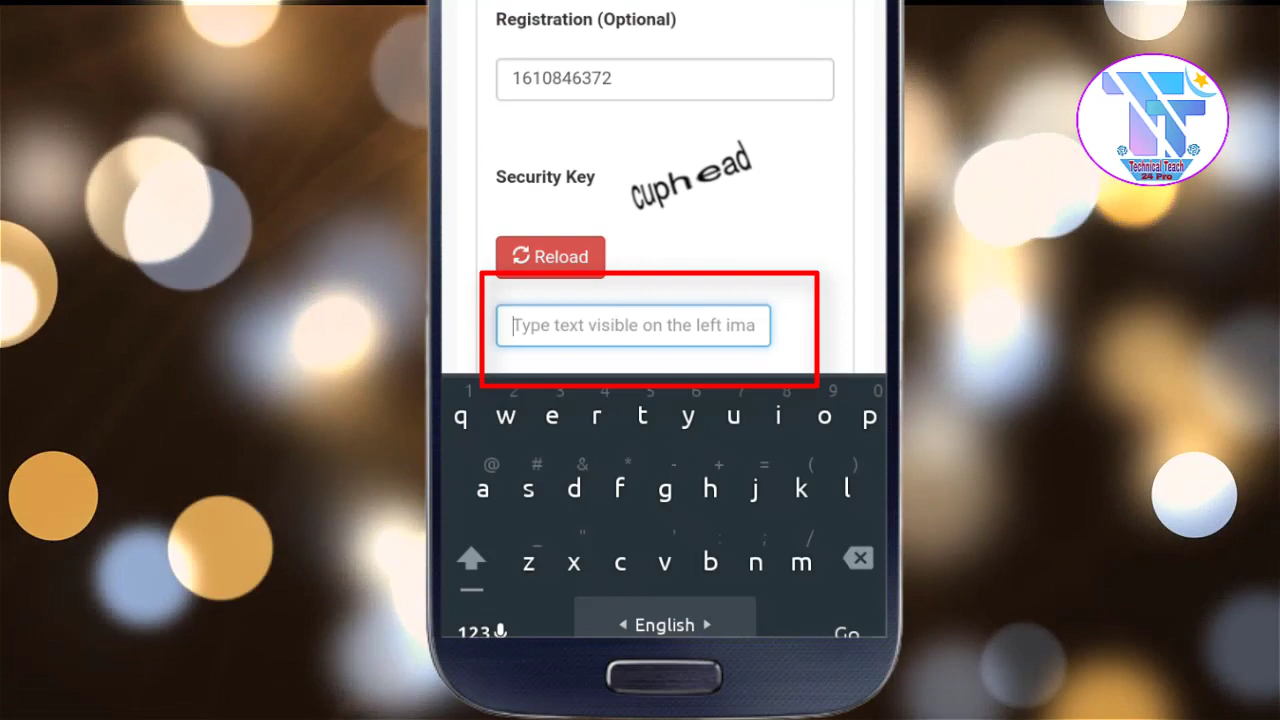 Registration (Optional)
1610846372
Security Key
cuphead
Reload
Type text visible on the left ima
1 2 3 4 5 6 7 8 9 0
q w e r t y u i o p
@ # & * - + = ( )
a s d f g h j k l
_ " ' : ; /
z x c v b n m
123 English Go
TT
Technical Teach
24 Pro